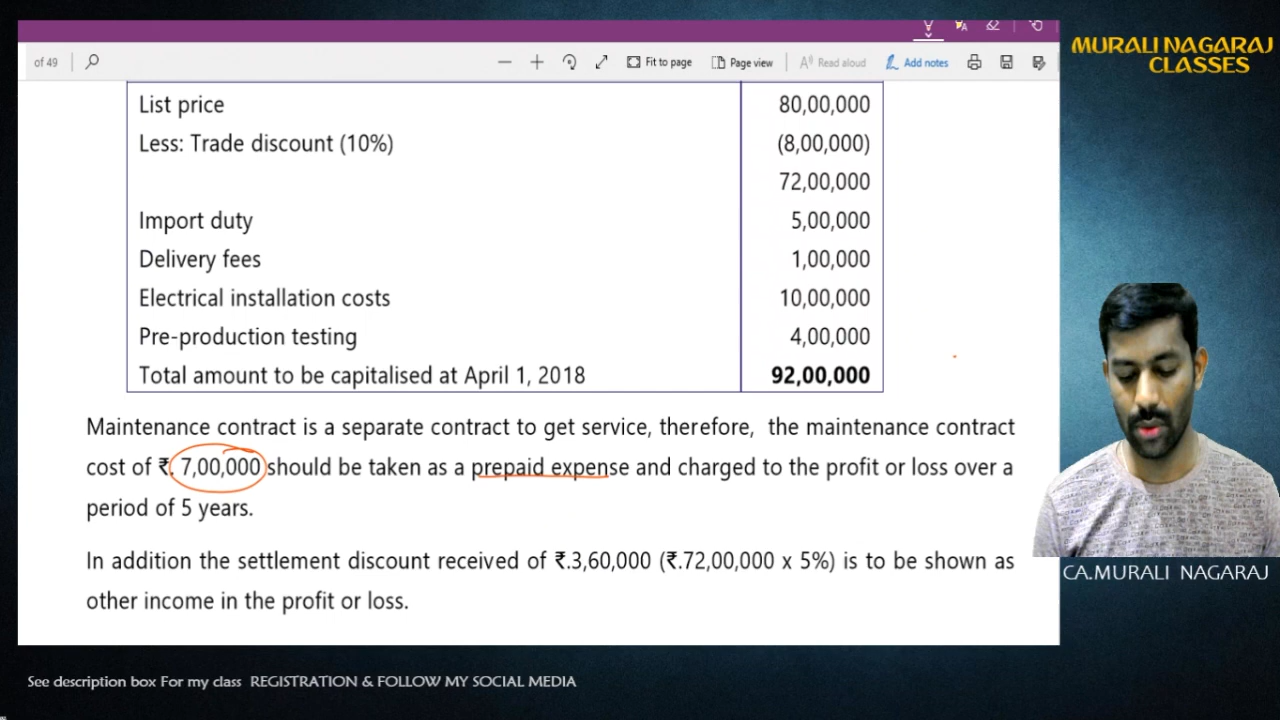 MURALI NAGARAJ
CLASSES
of 49
Fit to page
Page view
Read aloud
Add notes
List price 80,00,000
Less: Trade discount (10%) (8,00,000)
72,00,000
Import duty 5,00,000
Delivery fees 1,00,000
Electrical installation costs 10,00,000
Pre-production testing 4,00,000
Total amount to be capitalised at April 1, 2018 92,00,000
Maintenance contract is a separate contract to get service, therefore, the maintenance contract
cost of ₹. 7,00,000 should be taken as a prepaid expense and charged to the profit or loss over a
period of 5 years.
In addition the settlement discount received of ₹.3,60,000 (₹.72,00,000 x 5%) is to be shown as
other income in the profit or loss.
CA.MURALI NAGARAJ
See description box For my class REGISTRATION & FOLLOW MY SOCIAL MEDIA